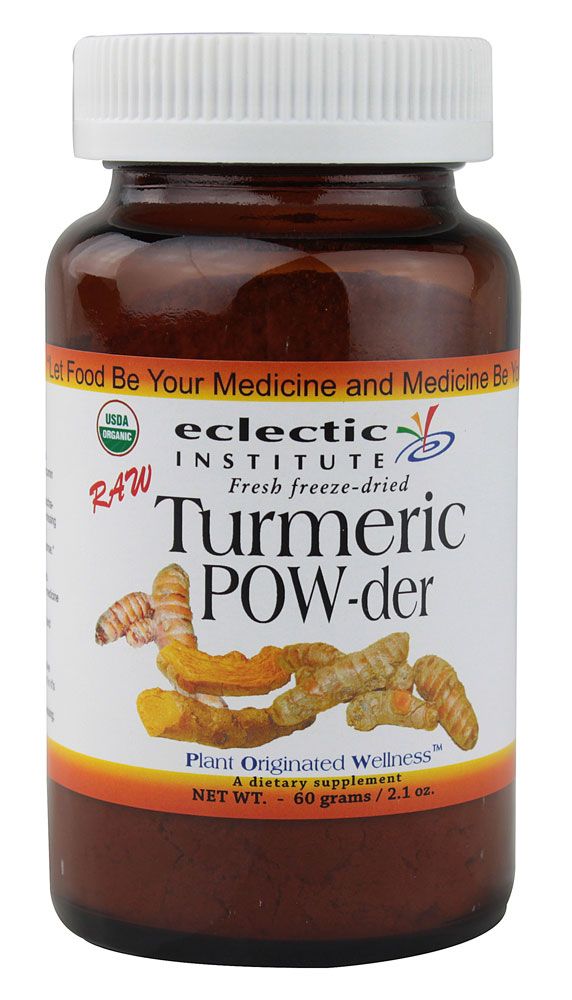 "Let Food Be Your Medicine and Medicine Be
USDA
ORGANIC
eclectic
INSTITUTE
RAW
Fresh freeze-dried
Turmeric
POW-der
Plant Originated Wellness™
A dietary supplement
NET WT. - 60 grams / 2.1 oz.